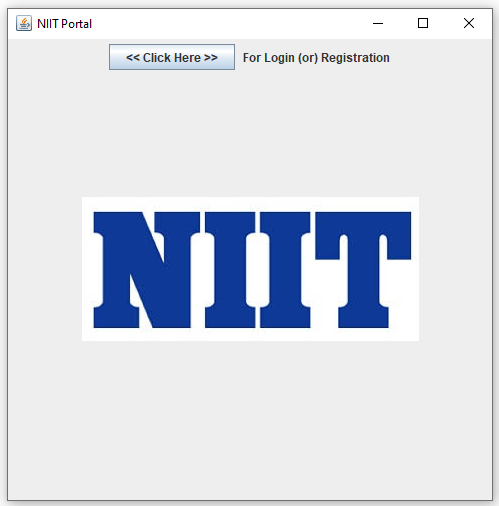 NIIT Portal
<< Click Here >> For Login (or) Registration
NIIT